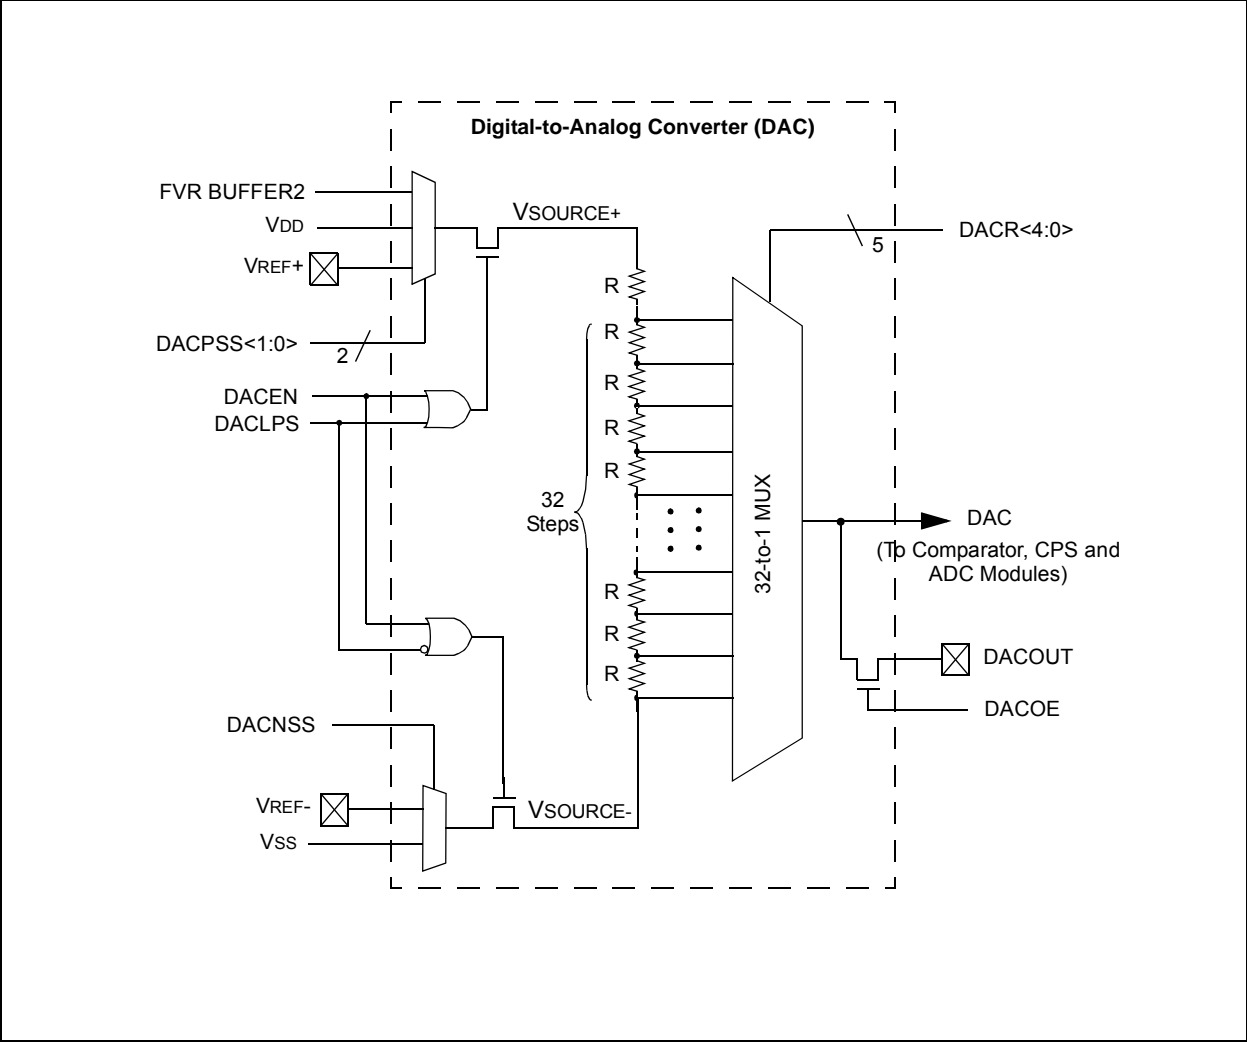 Digital-to-Analog Converter (DAC)
FVR BUFFER2
VDD
VREF+
VSOURCE+
DACR<4:0>
5
R
DACPSS<1:0>
2
R
DACEN
R
DACLPS
R
R
32
Steps
32-to-1 MUX
DAC
(To Comparator, CPS and
ADC Modules)
R
R
R
DACOUT
DACOE
DACNSS
VREF-
VSOURCE-
VSS